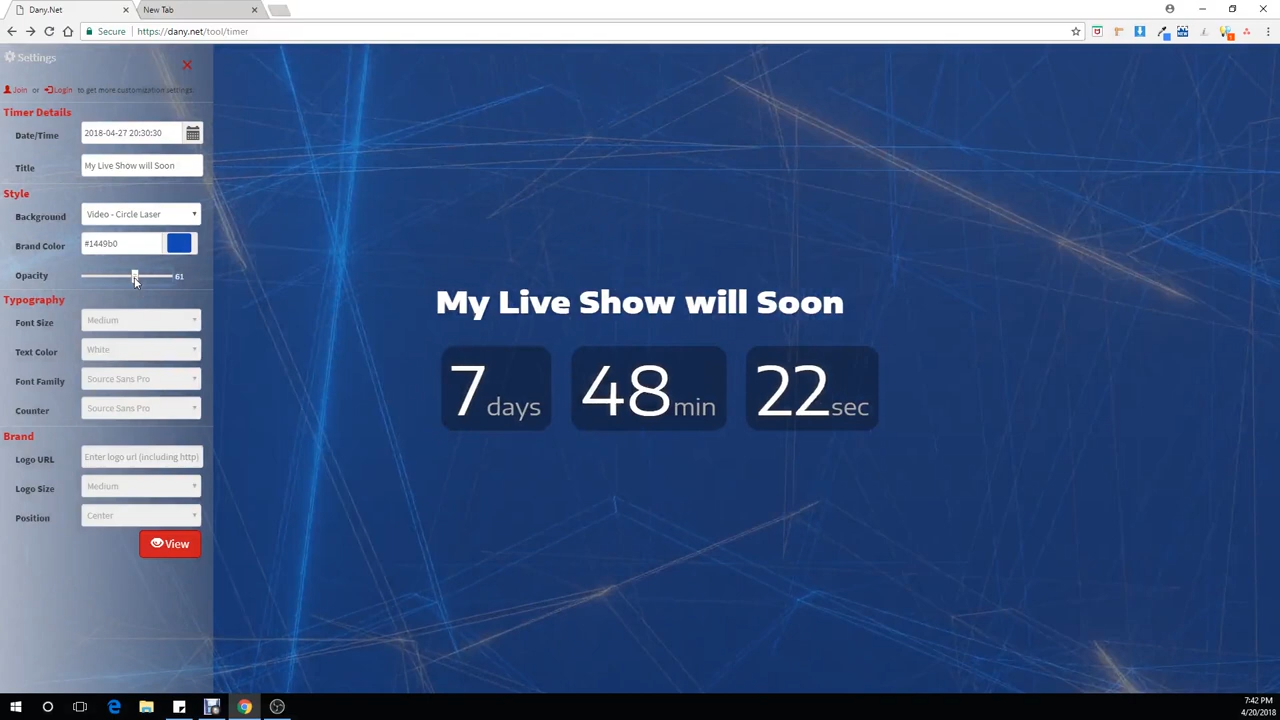 Dany.Net
New Tab
Secure
https://dany.net/tool/timer
Settings
Join or Login to get more customization settings.
Timer Details
Date/Time
2018-04-27 20:30:30
Title
My Live Show will Soon
Style
Background
Video - Circle Laser
Brand Color
#1449b0
Opacity
61
Typography
Font Size
Medium
Text Color
White
Font Family
Source Sans Pro
Counter
Source Sans Pro
Brand
Logo URL
Enter logo url (including http)
Logo Size
Medium
Position
Center
View
My Live Show will Soon
7 days 48 min 22 sec
7:42 PM
4/20/2018